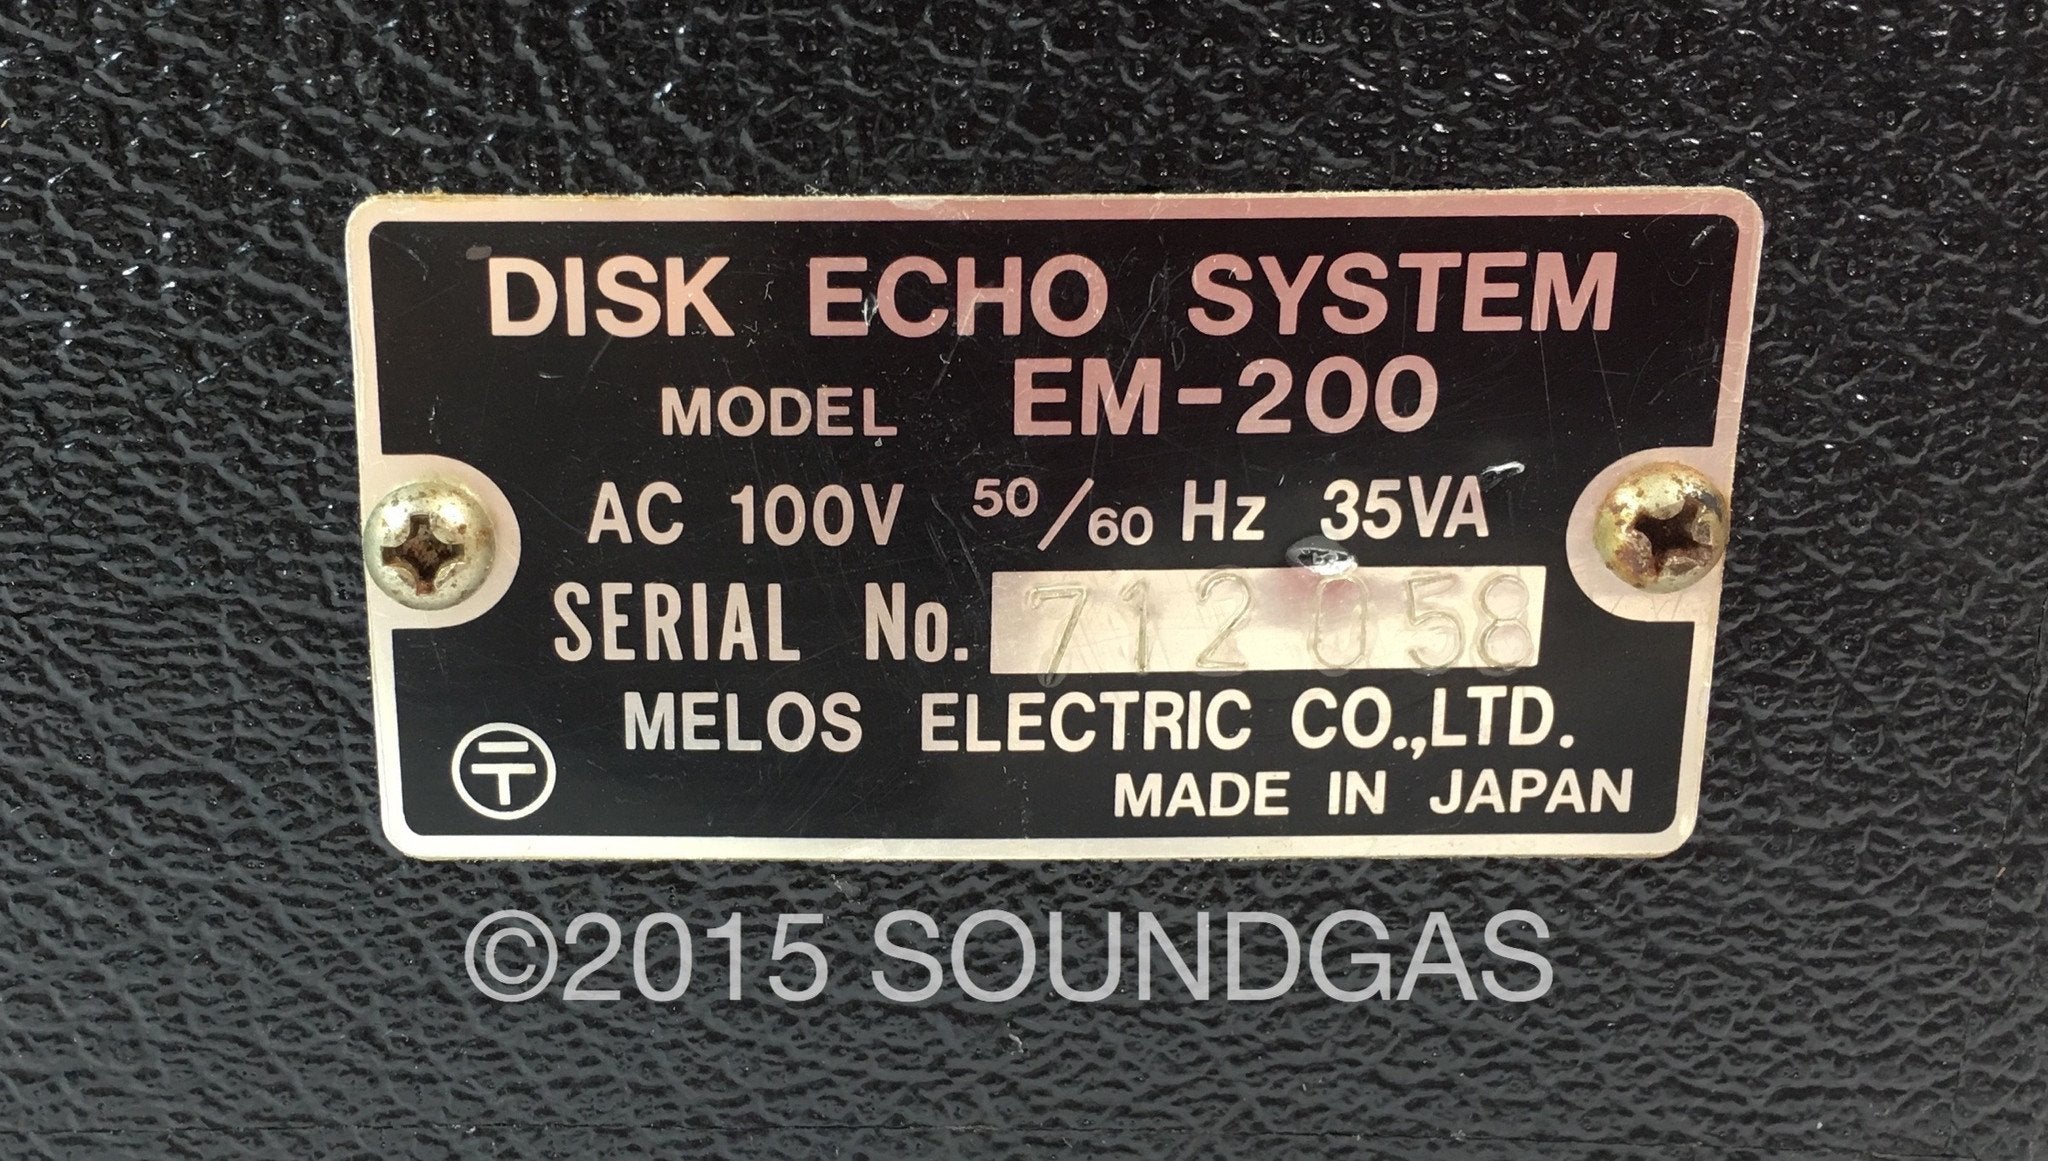 DISK ECHO SYSTEM
MODEL EM-200
AC 100V 50/60 Hz 35VA
SERIAL No. 712058
MELOS ELECTRIC CO.,LTD.
MADE IN JAPAN
©2015 SOUNDGAS